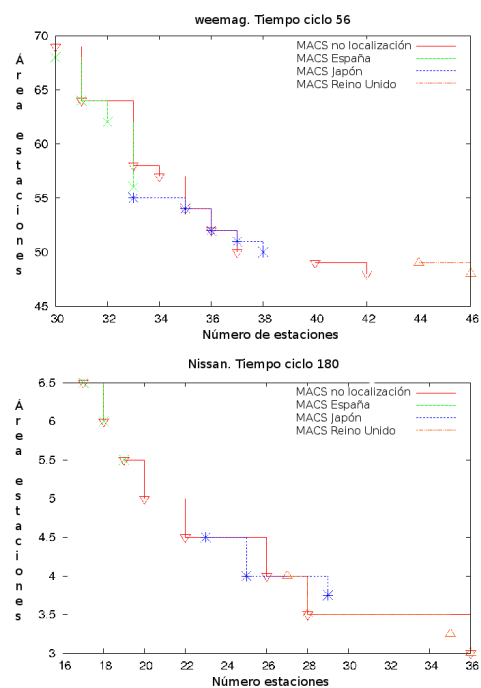 weemag. Tiempo ciclo 56
MACS no localización
MACS España
MACS Japón
MACS Reino Unido
Área estaciones
70
65
60
55
50
45
30 32 34 36 38 40 42 44 46
Número de estaciones
Nissan. Tiempo ciclo 180
MACS no localización
MACS España
MACS Japón
MACS Reino Unido
Área estaciones
6.5
6
5.5
5
4.5
4
3.5
3
16 18 20 22 24 26 28 30 32 34 36
Número estaciones